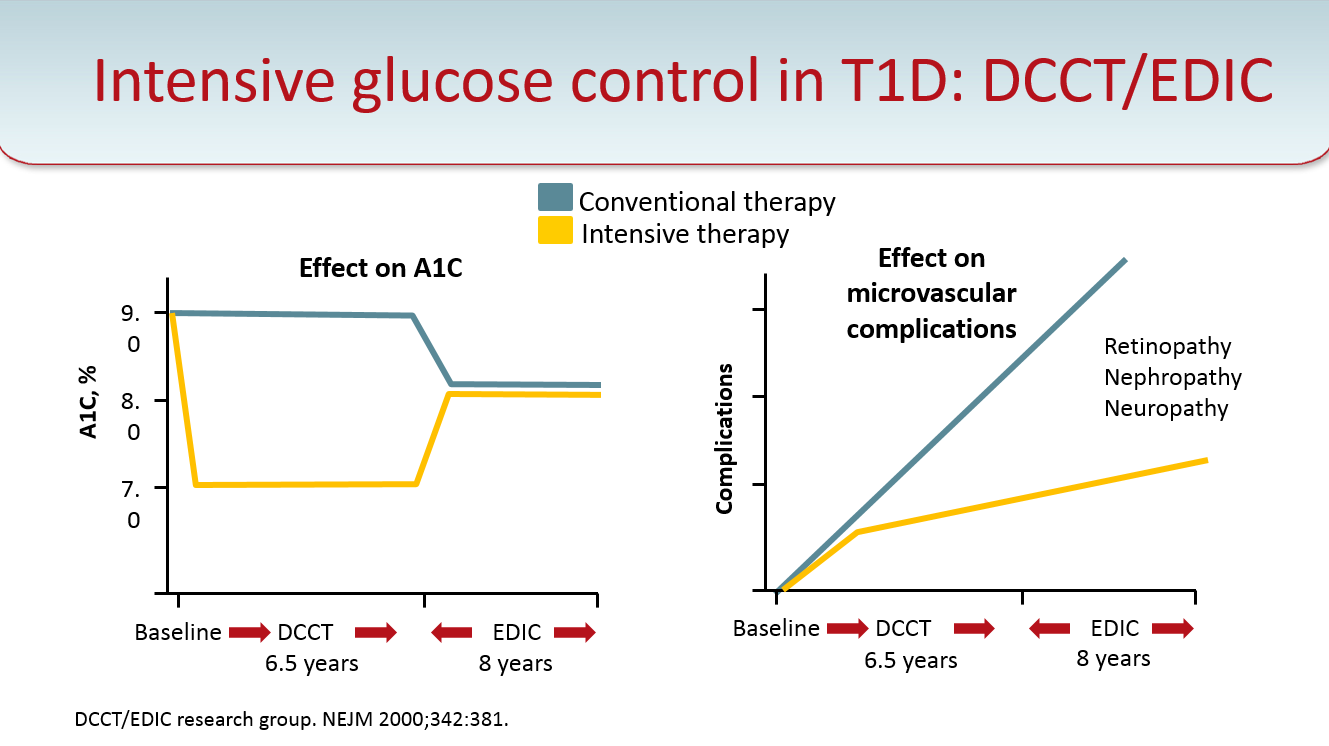 Intensive glucose control in T1D: DCCT/EDIC
Conventional therapy
Intensive therapy
Effect on A1C
A1C, %
9.
0
8.
0
7.
0
Baseline DCCT EDIC
6.5 years 8 years
Effect on
microvascular
complications
Complications
Retinopathy
Nephropathy
Neuropathy
Baseline DCCT EDIC
6.5 years 8 years
DCCT/EDIC research group. NEJM 2000;342:381.